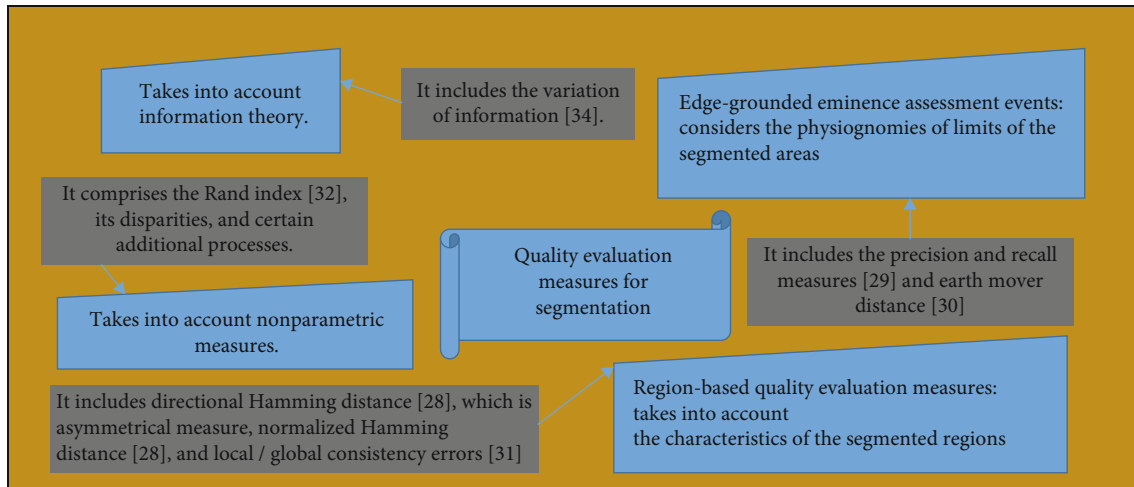 Takes into account
information theory.
It includes the variation
of information [34].
Edge-grounded eminence assessment events:
considers the physiognomies of limits of the
segmented areas
It comprises the Rand index [32],
its disparities, and certain
additional processes.
Quality evaluation
measures for
segmentation
It includes the precision and recall
measures [29] and earth mover
distance [30]
Takes into account nonparametric
measures.
It includes directional Hamming distance [28], which is
asymmetrical measure, normalized Hamming
distance [28], and local / global consistency errors [31]
Region-based quality evaluation measures:
takes into account
the characteristics of the segmented regions